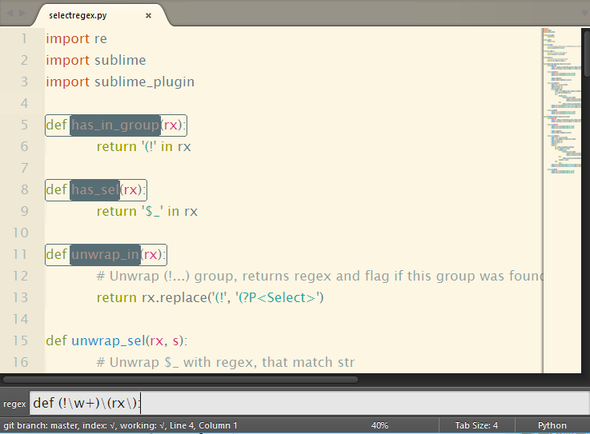 selectregex.py ×
1 import re
2 import sublime
3 import sublime_plugin
4
5 def has_in_group(rx):
6 return '(!' in rx
7
8 def has_sel(rx):
9 return '$_' in rx
10
11 def unwrap_in(rx):
12 # Unwrap (!...) group, returns regex and flag if this group was found
13 return rx.replace('(!', '(?P<Select>')
14
15 def unwrap_sel(rx, s):
16 # Unwrap $_ with regex, that match str
regex def (!\w+)\(rx\):
git branch: master, index: √, working: √, Line 4, Column 1 40% Tab Size: 4 Python